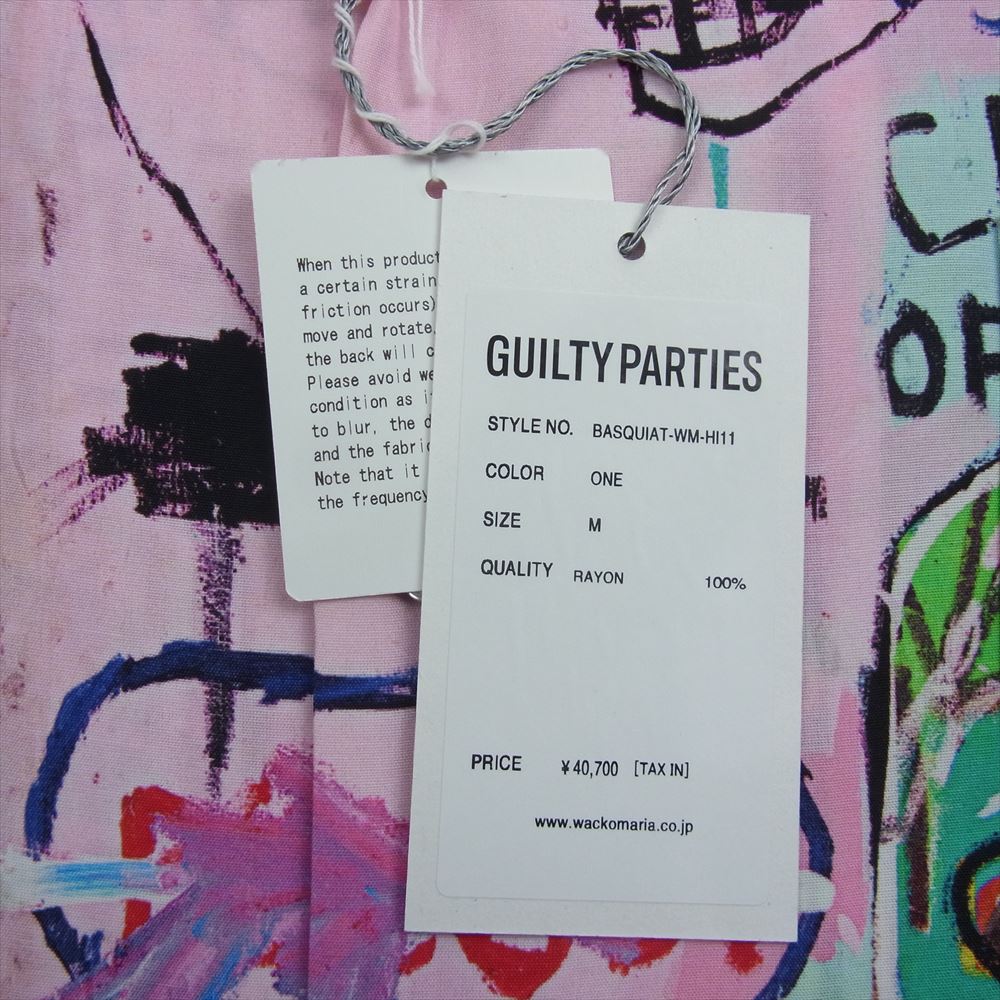 When this product
a certain strain
friction occurs)
move and rotate,
the back will
Please avoid
condition as
to blur, the
and the
Note that it
the frequency
GUILTY PARTIES
STYLE NO. BASQUIAT-WM-HI11
COLOR ONE
SIZE M
QUALITY RAYON 100%
PRICE ¥40,700 [TAX IN]
www.wackomaria.co.jp